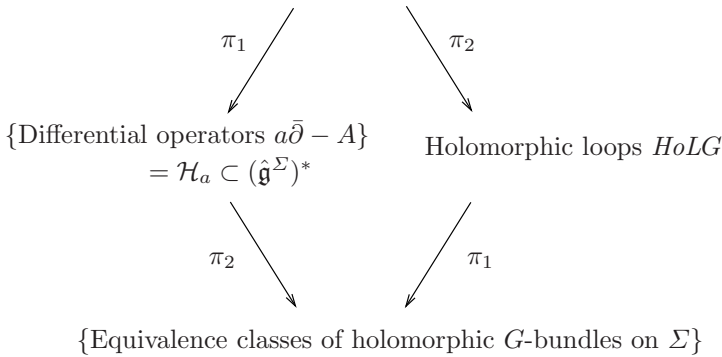 π₁ π₂
{Differential operators a∂̄ − A}
= ℋₐ ⊂ (𝔤̂^Σ)*
Holomorphic loops HoLG
π₂ π₁
{Equivalence classes of holomorphic G-bundles on Σ}